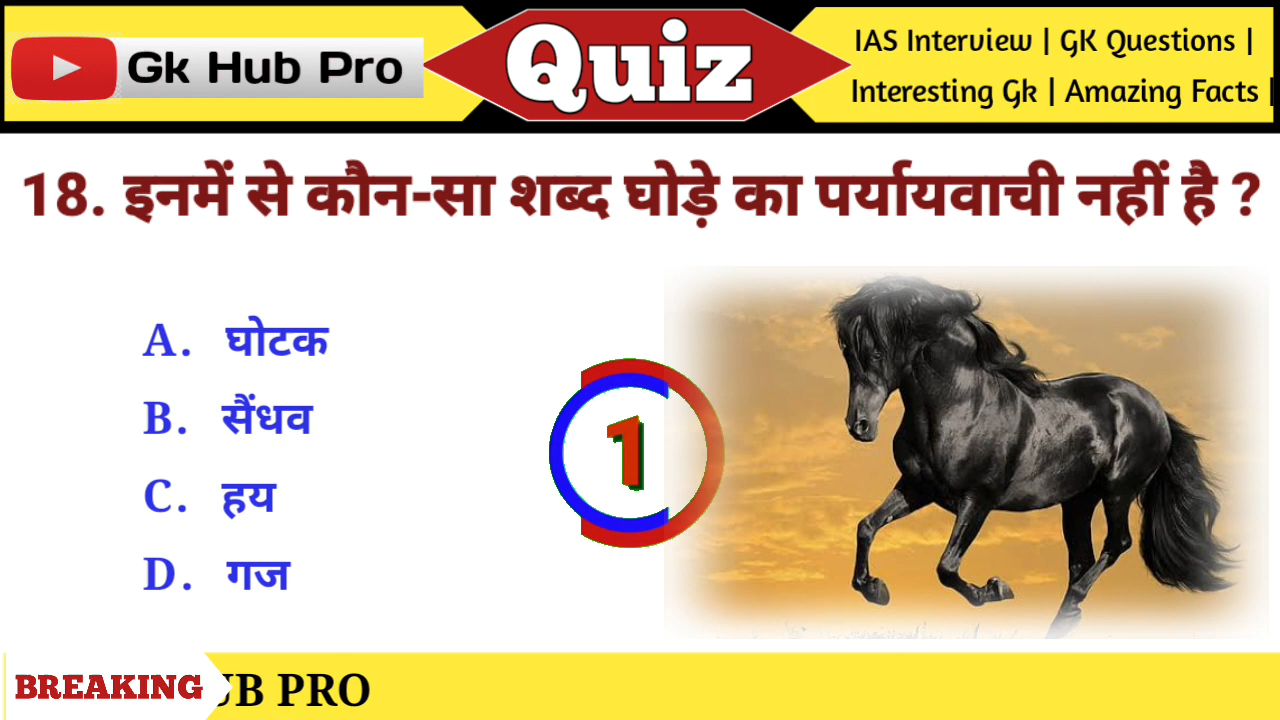 Gk Hub Pro
Quiz
IAS Interview | GK Questions |
Interesting Gk | Amazing Facts |
18. इनमें से कौन-सा शब्द घोड़े का पर्यायवाची नहीं है ?
A. घोटक
B. सैंधव
C. हय
D. गज
1
BREAKING
PRO